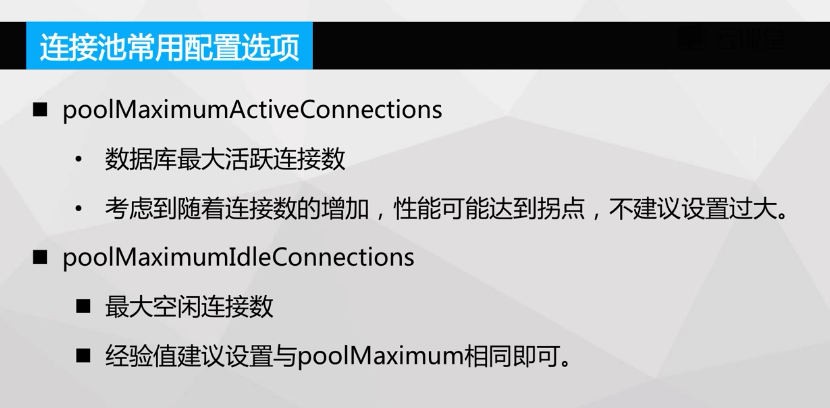 连接池常用配置选项
poolMaximumActiveConnections
数据库最大活跃连接数
考虑到随着连接数的增加，性能可能达到拐点，不建议设置过大。
poolMaximumIdleConnections
最大空闲连接数
经验值建议设置与poolMaximum相同即可。